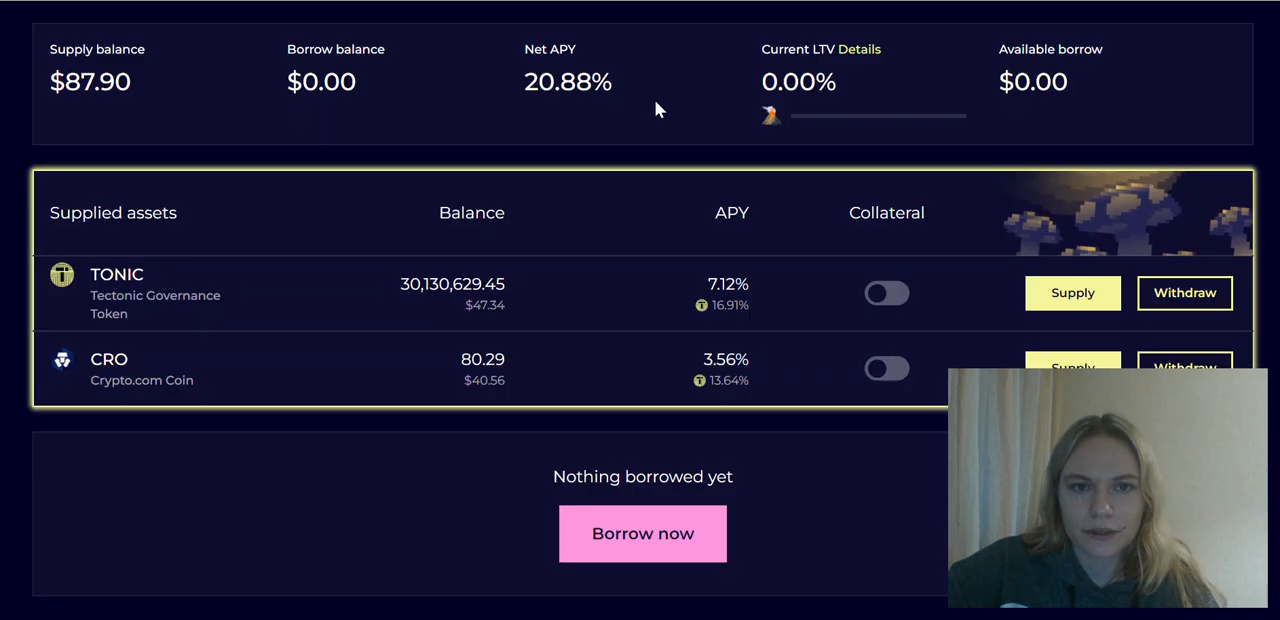 Supply balance
$87.90
Borrow balance
$0.00
Net APY
20.88%
Current LTV Details
0.00%
Available borrow
$0.00
Supplied assets Balance APY Collateral
TONIC
Tectonic Governance
Token
30,130,629.45
$47.34
7.12%
16.91%
Supply
Withdraw
CRO
Crypto.com Coin
80.29
$40.56
3.56%
13.64%
Supply
Withdraw
Nothing borrowed yet
Borrow now